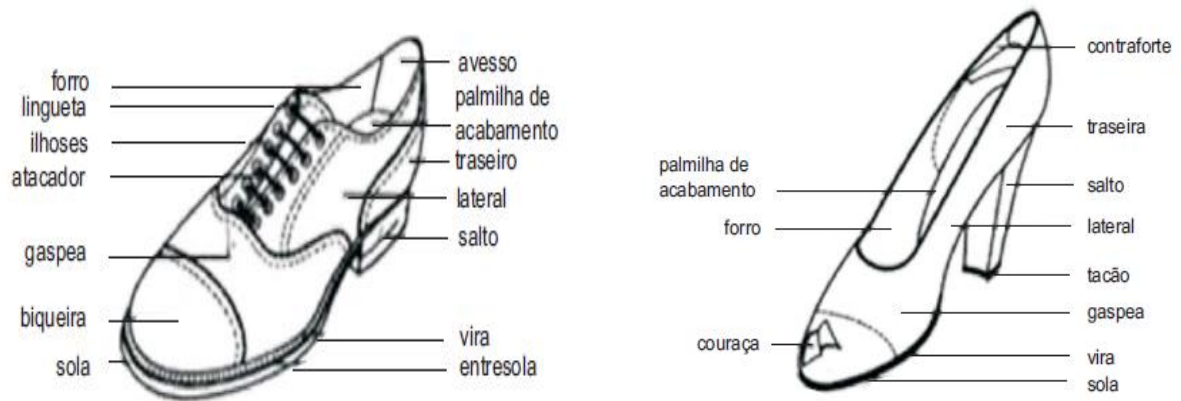 forro
lingueta
ilhoses
atacador
gaspea
biqueira
sola
avesso
palmilha de
acabamento
traseiro
lateral
salto
vira
entresola
palmilha de
acabamento
forro
couraça
contraforte
traseira
salto
lateral
tacão
gaspea
vira
sola